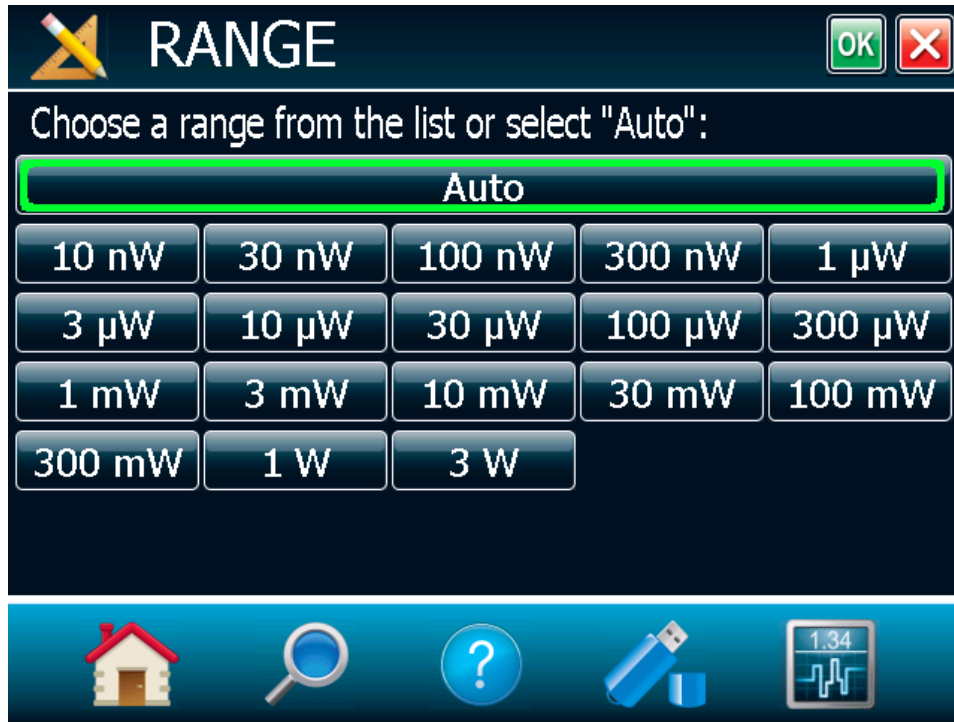 RANGE
OK
Choose a range from the list or select "Auto":
Auto
10 nW 30 nW 100 nW 300 nW 1 µW
3 µW 10 µW 30 µW 100 µW 300 µW
1 mW 3 mW 10 mW 30 mW 100 mW
300 mW 1 W 3 W
?
1.34